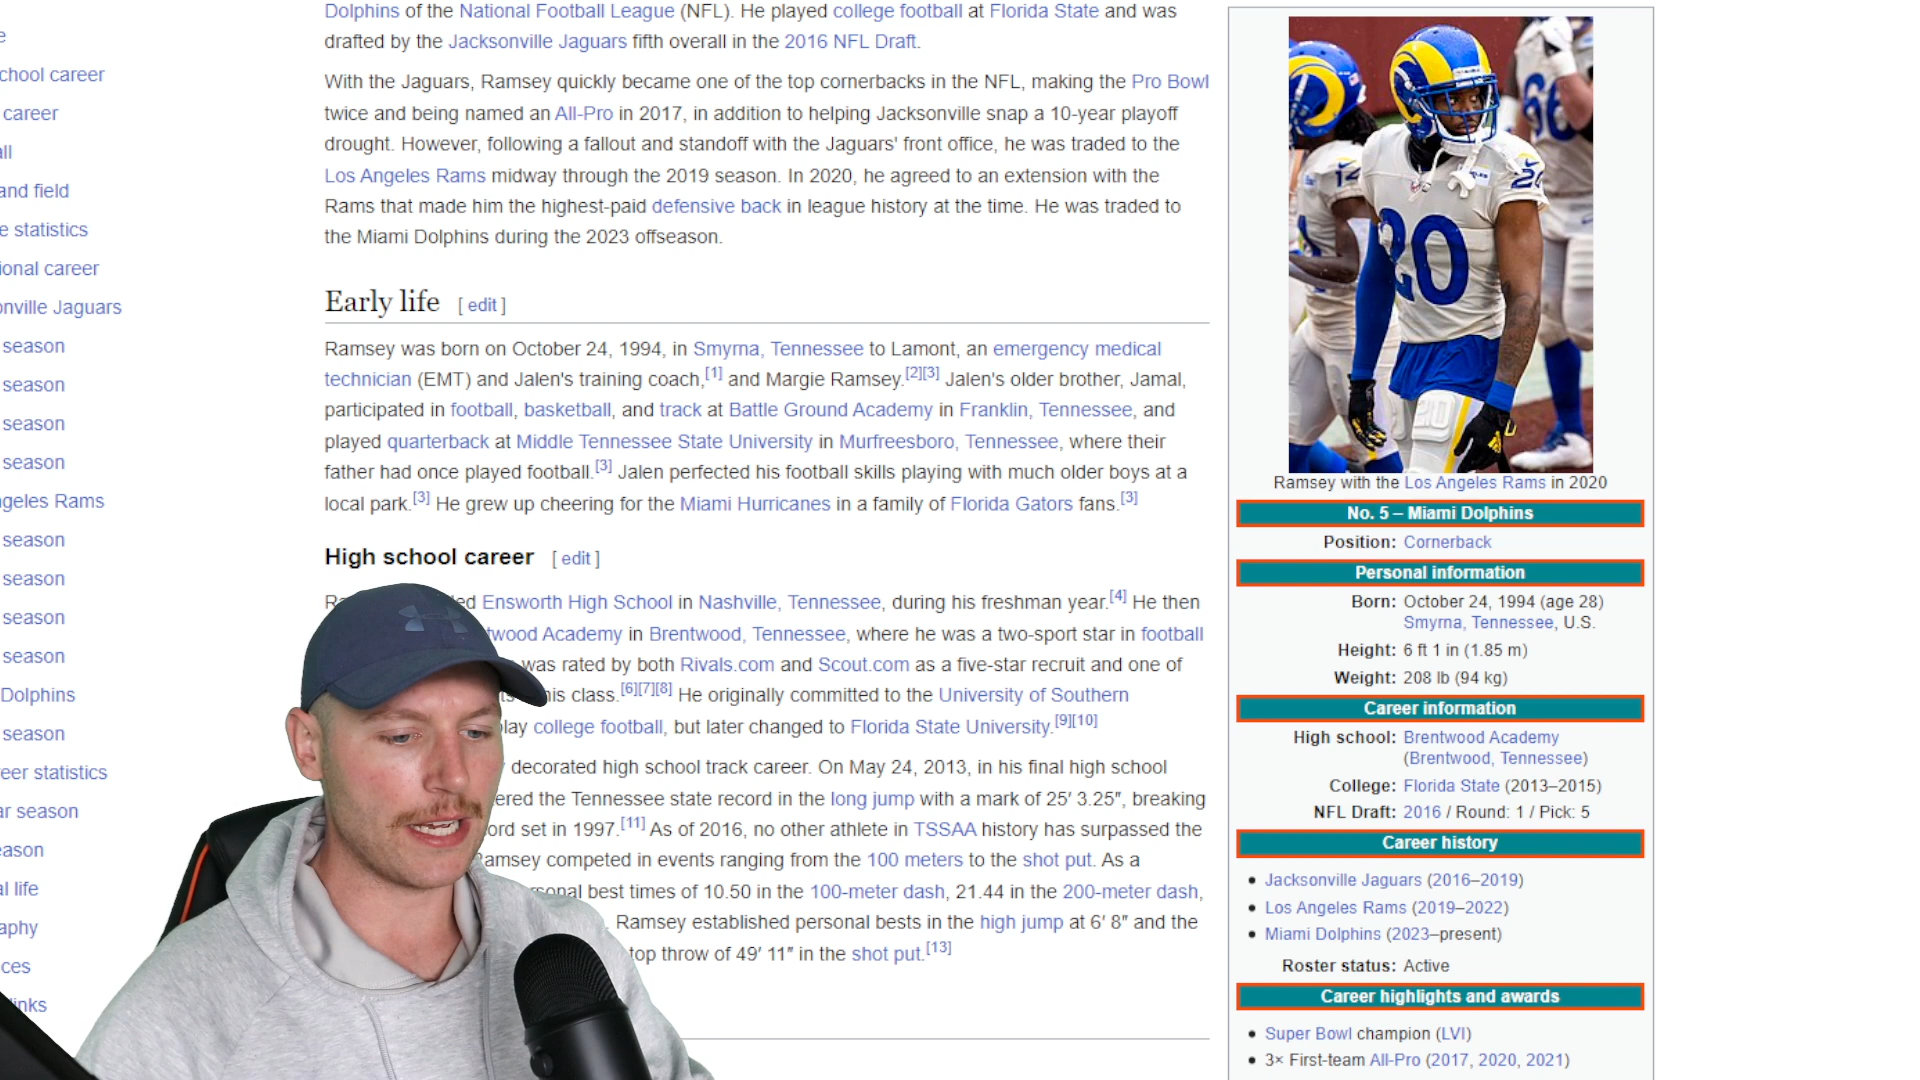 Dolphins of the National Football League (NFL). He played college football at Florida State and was
drafted by the Jacksonville Jaguars fifth overall in the 2016 NFL Draft.
With the Jaguars, Ramsey quickly became one of the top cornerbacks in the NFL, making the Pro Bowl
twice and being named an All-Pro in 2017, in addition to helping Jacksonville snap a 10-year playoff
drought. However, following a fallout and standoff with the Jaguars' front office, he was traded to the
Los Angeles Rams midway through the 2019 season. In 2020, he agreed to an extension with the
Rams that made him the highest-paid defensive back in league history at the time. He was traded to
the Miami Dolphins during the 2023 offseason.
Early life [ edit ]
Ramsey was born on October 24, 1994, in Smyrna, Tennessee to Lamont, an emergency medical
technician (EMT) and Jalen's training coach,[1] and Margie Ramsey.[2][3] Jalen's older brother, Jamal,
participated in football, basketball, and track at Battle Ground Academy in Franklin, Tennessee, and
played quarterback at Middle Tennessee State University in Murfreesboro, Tennessee, where their
father had once played football.[3] Jalen perfected his football skills playing with much older boys at a
local park.[3] He grew up cheering for the Miami Hurricanes in a family of Florida Gators fans.[3]
High school career [ edit ]
ed Ensworth High School in Nashville, Tennessee, during his freshman year.[4] He then
twood Academy in Brentwood, Tennessee, where he was a two-sport star in football
was rated by both Rivals.com and Scout.com as a five-star recruit and one of
his class.[6][7][8] He originally committed to the University of Southern
lay college football, but later changed to Florida State University.[9][10]
decorated high school track career. On May 24, 2013, in his final high school
ered the Tennessee state record in the long jump with a mark of 25′ 3.25″, breaking
ord set in 1997.[11] As of 2016, no other athlete in TSSAA history has surpassed the
Ramsey competed in events ranging from the 100 meters to the shot put. As a
rsonal best times of 10.50 in the 100-meter dash, 21.44 in the 200-meter dash,
. Ramsey established personal bests in the high jump at 6′ 8″ and the
top throw of 49′ 11″ in the shot put.[13]
e
chool career
career
all
and field
e statistics
ional career
onville Jaguars
season
season
season
season
ngeles Rams
season
season
season
season
Dolphins
season
eer statistics
ar season
eason
al life
aphy
ces
links
14
20
20
20
66
Ramsey with the Los Angeles Rams in 2020
No. 5 – Miami Dolphins
Position: Cornerback
Personal information
Born: October 24, 1994 (age 28)
Smyrna, Tennessee, U.S.
Height: 6 ft 1 in (1.85 m)
Weight: 208 lb (94 kg)
Career information
High school: Brentwood Academy
(Brentwood, Tennessee)
College: Florida State (2013–2015)
NFL Draft: 2016 / Round: 1 / Pick: 5
Career history
• Jacksonville Jaguars (2016–2019)
• Los Angeles Rams (2019–2022)
• Miami Dolphins (2023–present)
Roster status: Active
Career highlights and awards
• Super Bowl champion (LVI)
• 3× First-team All-Pro (2017, 2020, 2021)